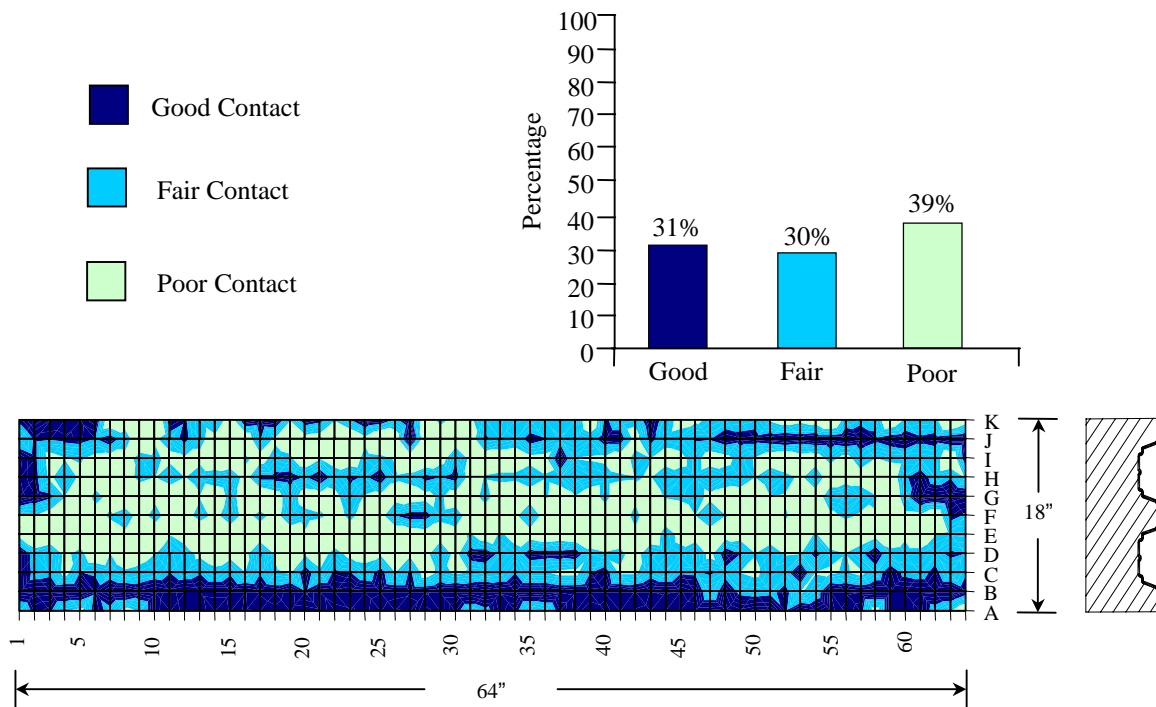 Good Contact
Fair Contact
Poor Contact
Percentage
100
90
80
70
60
50
40
30
20
10
0
31%
30%
39%
Good
Fair
Poor
K
J
I
H
G
F
E
D
C
B
A
18”
1
5
10
15
20
25
30
35
40
45
50
55
60
64”